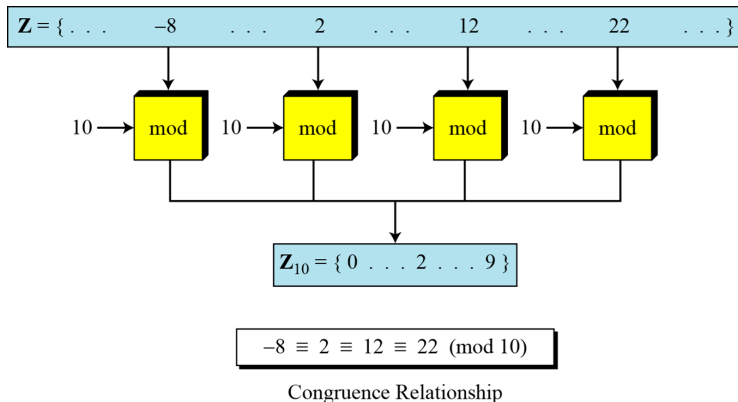 Z = { . . . −8 . . . 2 . . . 12 . . . 22 . . . }
10 mod 10 mod 10 mod 10 mod
Z₁₀ = { 0 . . . 2 . . . 9 }
−8 ≡ 2 ≡ 12 ≡ 22 (mod 10)
Congruence Relationship